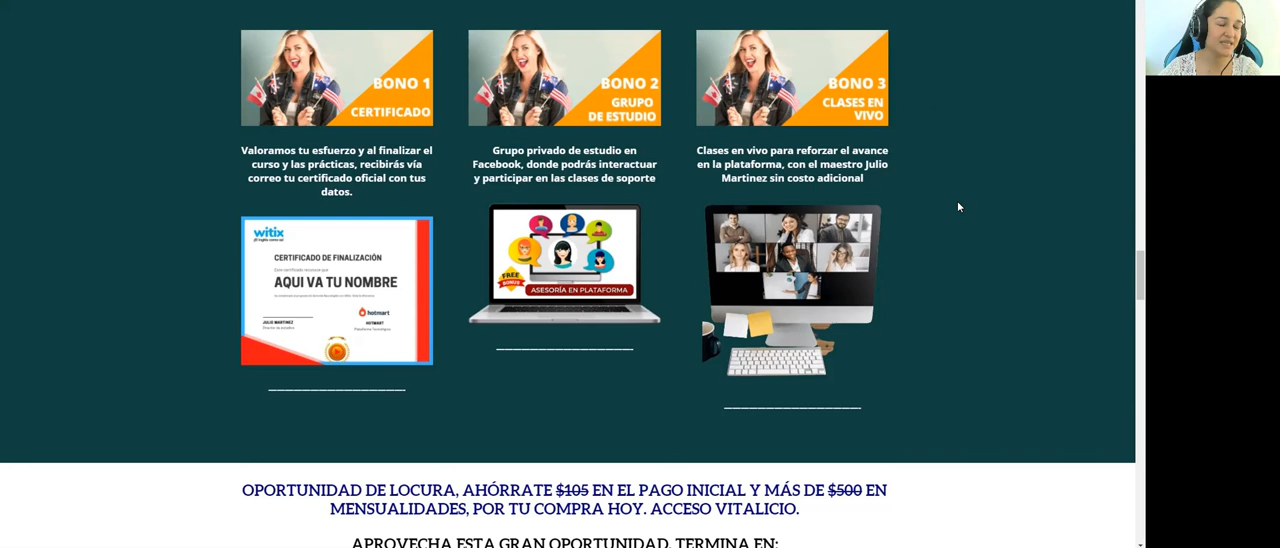 BONO 1
CERTIFICADO
BONO 2
GRUPO
DE ESTUDIO
BONO 3
CLASES EN
VIVO
Valoramos tu esfuerzo y al finalizar el
curso y las prácticas, recibirás vía
correo tu certificado oficial con tus
datos.
Grupo privado de estudio en
Facebook, donde podrás interactuar
y participar en las clases de soporte
Clases en vivo para reforzar el avance
en la plataforma, con el maestro Julio
Martinez sin costo adicional
witix
CERTIFICADO DE FINALIZACIÓN
AQUI VA TU NOMBRE
JULIO MARTINEZ
hotmart
HOTMART
FREE
BONUS
ASESORÍA EN PLATAFORMA
OPORTUNIDAD DE LOCURA, AHÓRRATE $105 EN EL PAGO INICIAL Y MÁS DE $500 EN
MENSUALIDADES, POR TU COMPRA HOY. ACCESO VITALICIO.
APROVECHA ESTA GRAN OPORTUNIDAD, TERMINA EN: